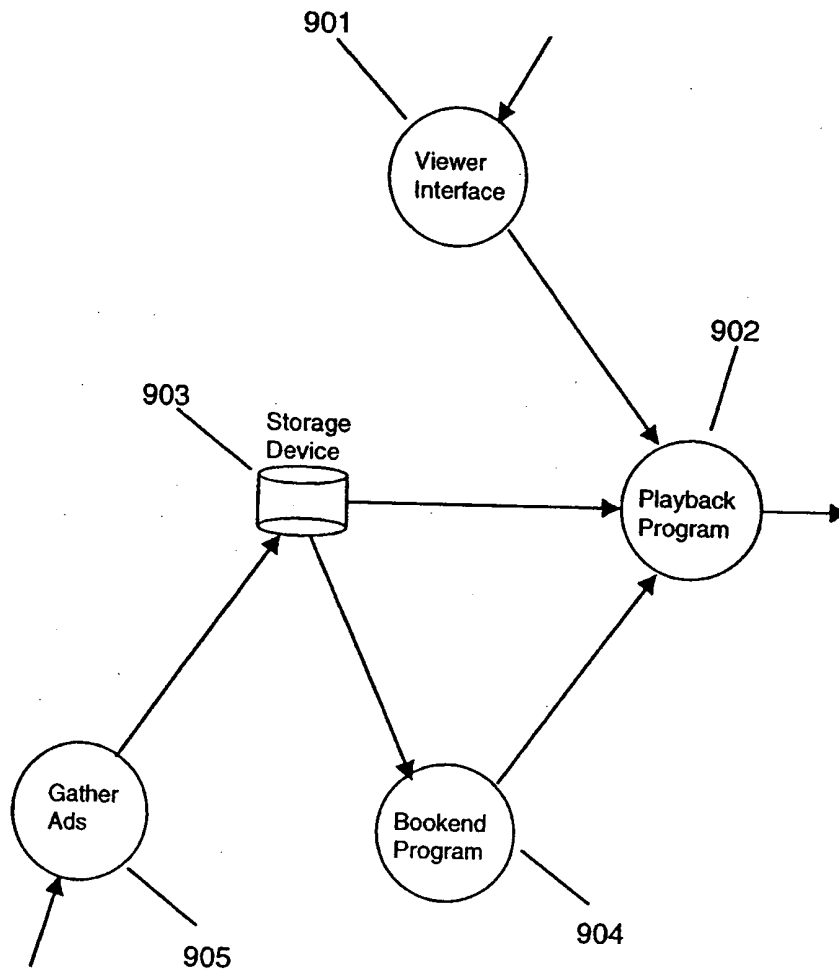 901
Viewer
Interface
902
903
Storage
Device
Playback
Program
Gather
Ads
Bookend
Program
904
905